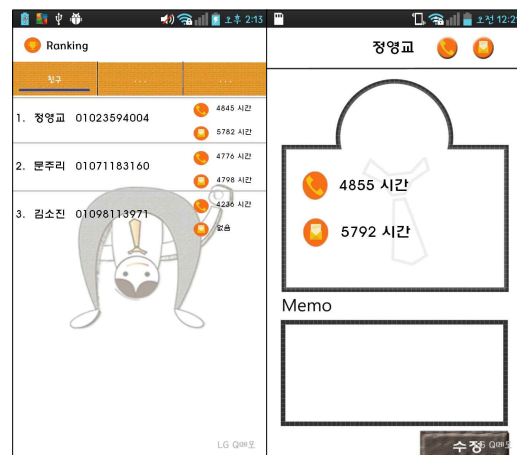 오후 2:13
Ranking
친구
...
...
1. 정영교 01023594004
4845 시간
5782 시간
2. 문주리 01071183160
4776 시간
4798 시간
3. 김소진 01098113971
4236 시간
없음
LG Q메모
오전 12:29
정영교
4855 시간
5792 시간
Memo
수정